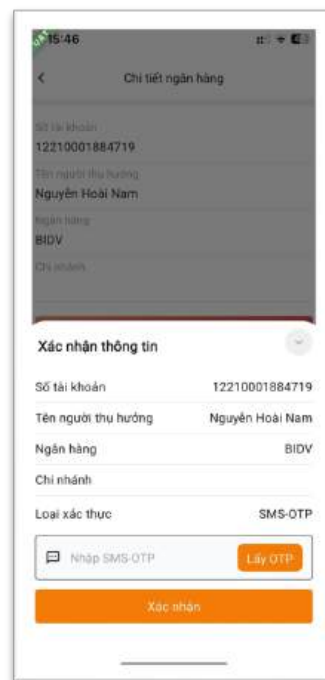 15:46
Chi tiết ngân hàng
Số tài khoản
12210001884719
Tên người thụ hưởng
Nguyễn Hoài Nam
Ngân hàng
BIDV
Chi nhánh
Xác nhận thông tin
Số tài khoản 12210001884719
Tên người thụ hưởng Nguyễn Hoài Nam
Ngân hàng BIDV
Chi nhánh
Loại xác thực SMS-OTP
Nhập SMS-OTP Lấy OTP
Xác nhận